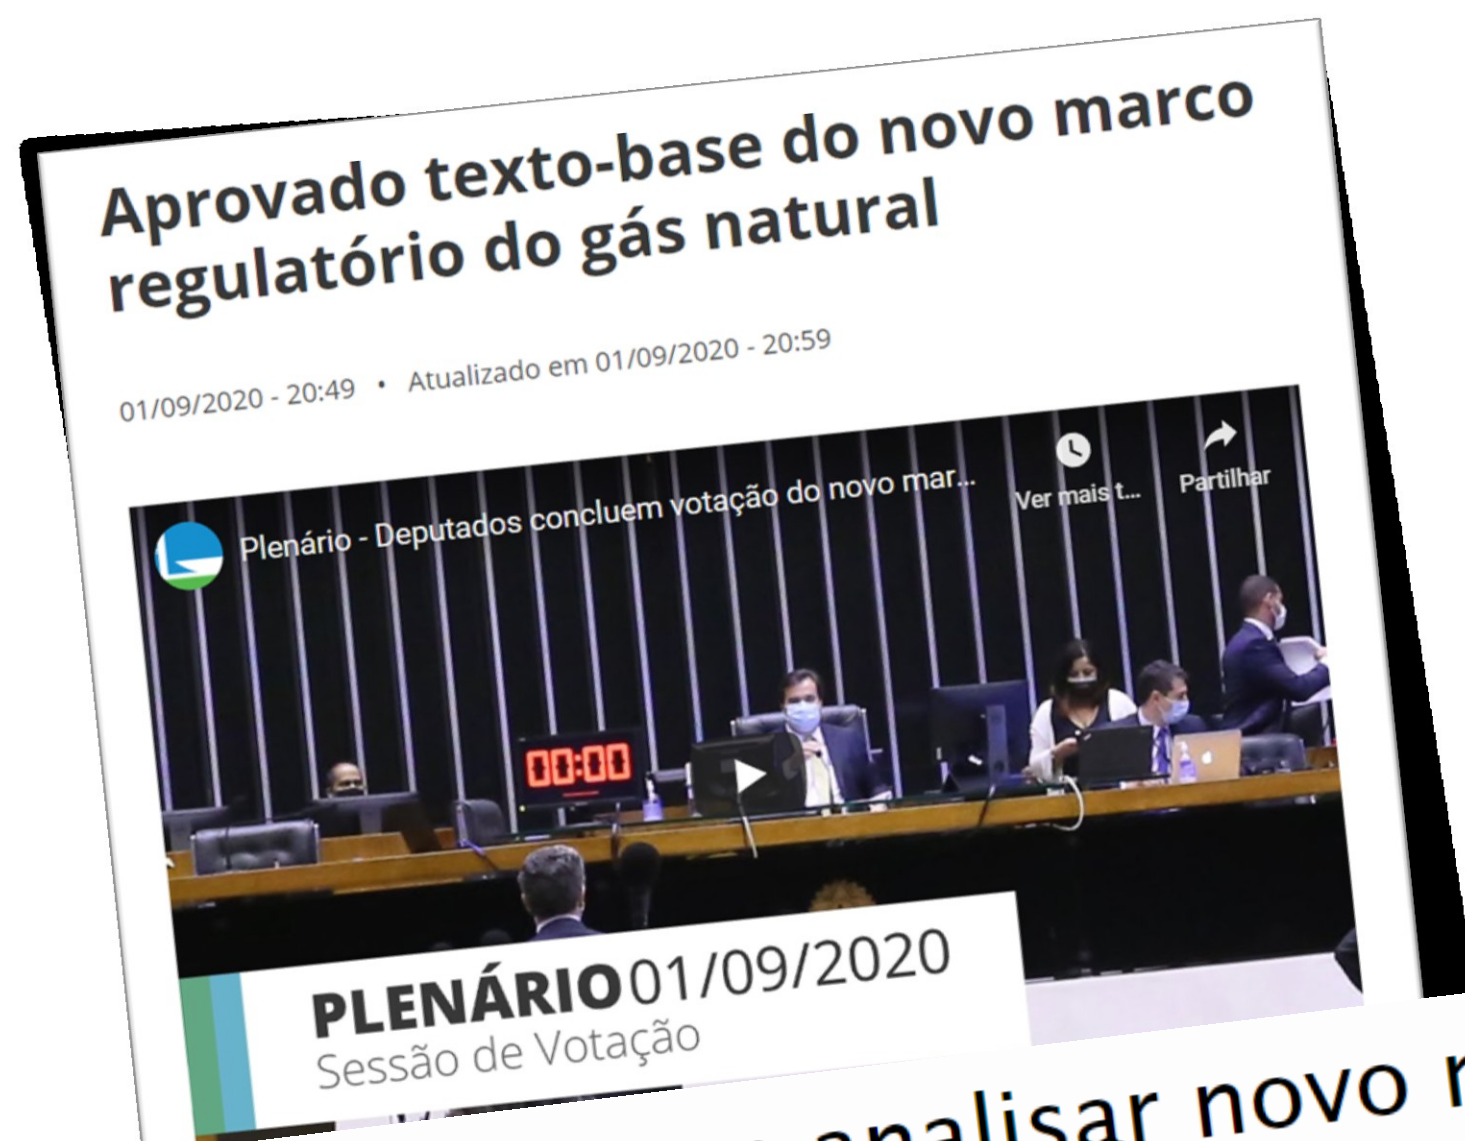 Aprovado texto-base do novo marco
regulatório do gás natural
01/09/2020 - 20:49 • Atualizado em 01/09/2020 - 20:59
Plenário - Deputados concluem votação do novo mar...
Ver mais t...
Partilhar
00:00
PLENÁRIO 01/09/2020
Sessão de Votação
analisar novo